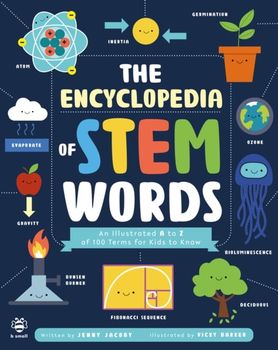 GERMINATION
INERTIA
ATOM
THE
ENCYCLOPEDIA
OF STEM
WORDS
OZONE
EVAPORATE
An Illustrated A to Z
of 100 Terms for Kids to Know
GRAVITY
BIOLUMINESCENCE
BUNSEN
BURNER
FIBONACCI SEQUENCE
DECIDUOUS
b small
Written by JENNY JACOBY
Illustrated by VICKY BARKER